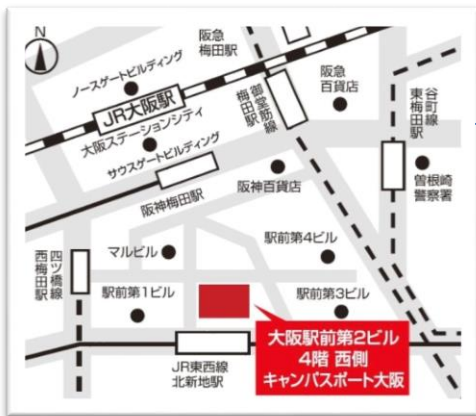 N
阪急
梅田駅
ノースゲートビルディング
JR大阪駅
大阪ステーションシティ
サウスゲートビルディング
御堂筋線
梅田駅
阪急
百貨店
谷町線
東梅田駅
曽根崎
警察署
阪神梅田駅
阪神百貨店
四ツ橋線
西梅田駅
マルビル
駅前第4ビル
駅前第1ビル
駅前第3ビル
大阪駅前第2ビル
4階 西側
キャンパスポート大阪
JR東西線
北新地駅